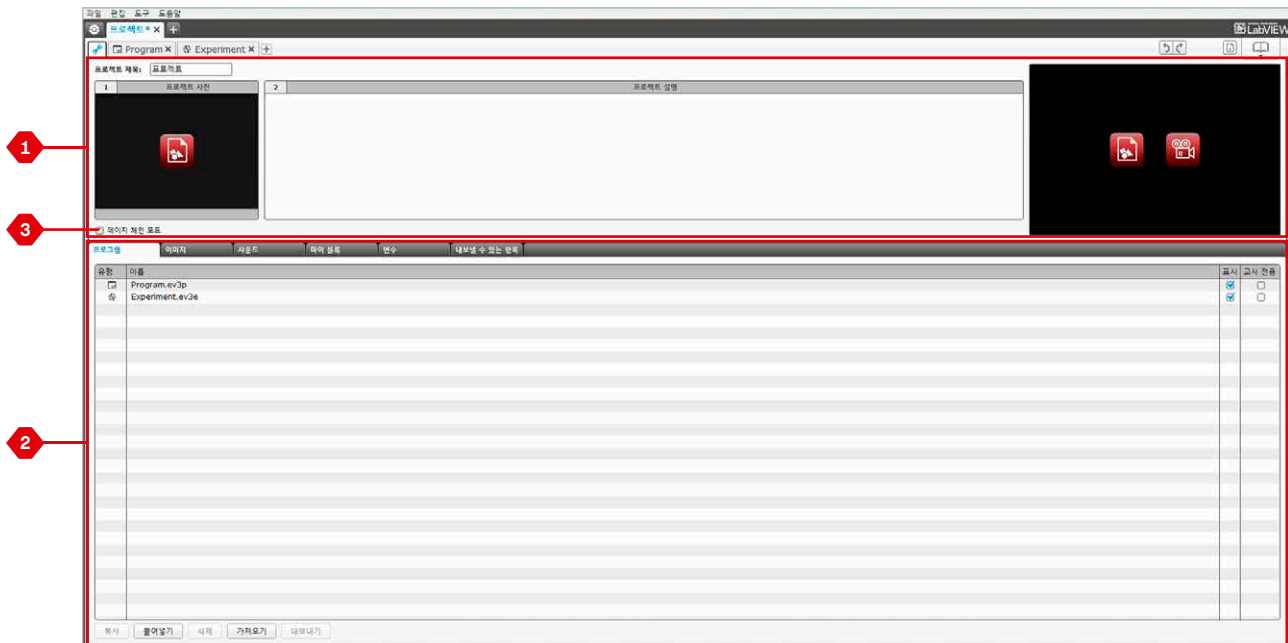 파일 편집 도구 도움말
프로젝트* × +
LabVIEW
Program × Experiment × +
프로젝트 제목: 프로젝트
1 프로젝트 사진 2 프로젝트 설명
1
3 데이지 체인 모드
프로그램 이미지 사운드 마이 블록 변수 내보낼 수 있는 항목
유형 이름 표시 교사 전용
Program.ev3p
Experiment.ev3e
2
복사 붙여넣기 삭제 가져오기 내보내기